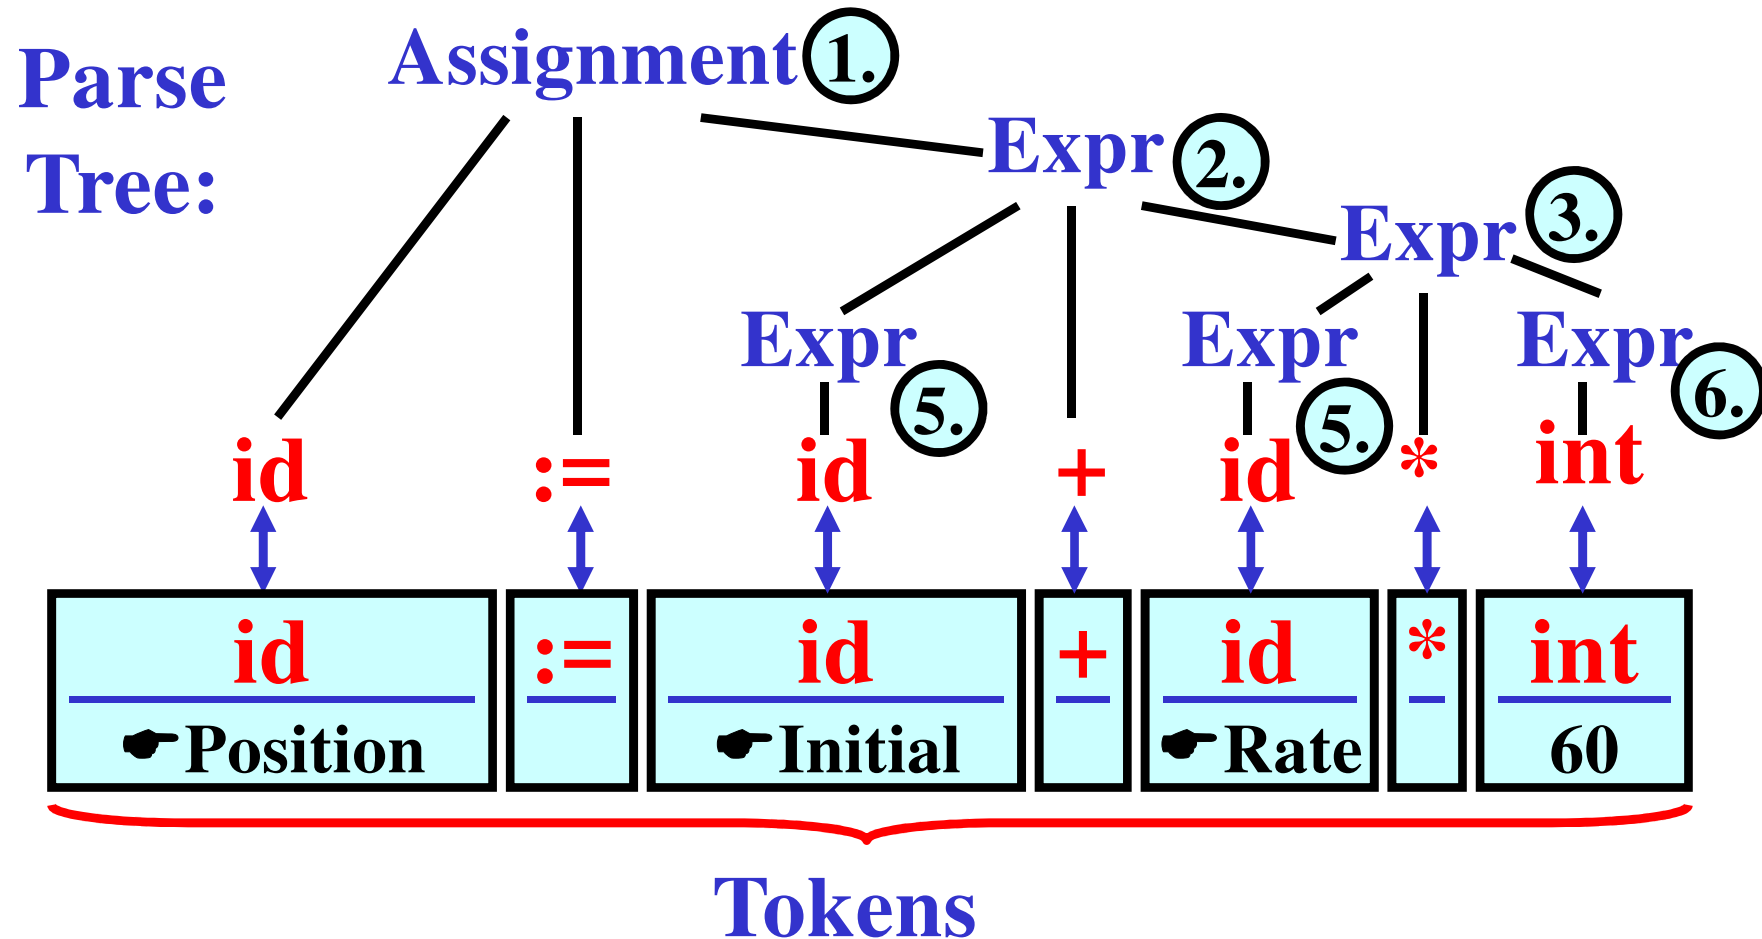 Parse
Tree:
Assignment 1.
Expr 2.
Expr 3.
Expr 5.
Expr 5.
Expr 6.
id := id + id * int
id := id + id * int
☛Position ☛Initial ☛Rate 60
Tokens